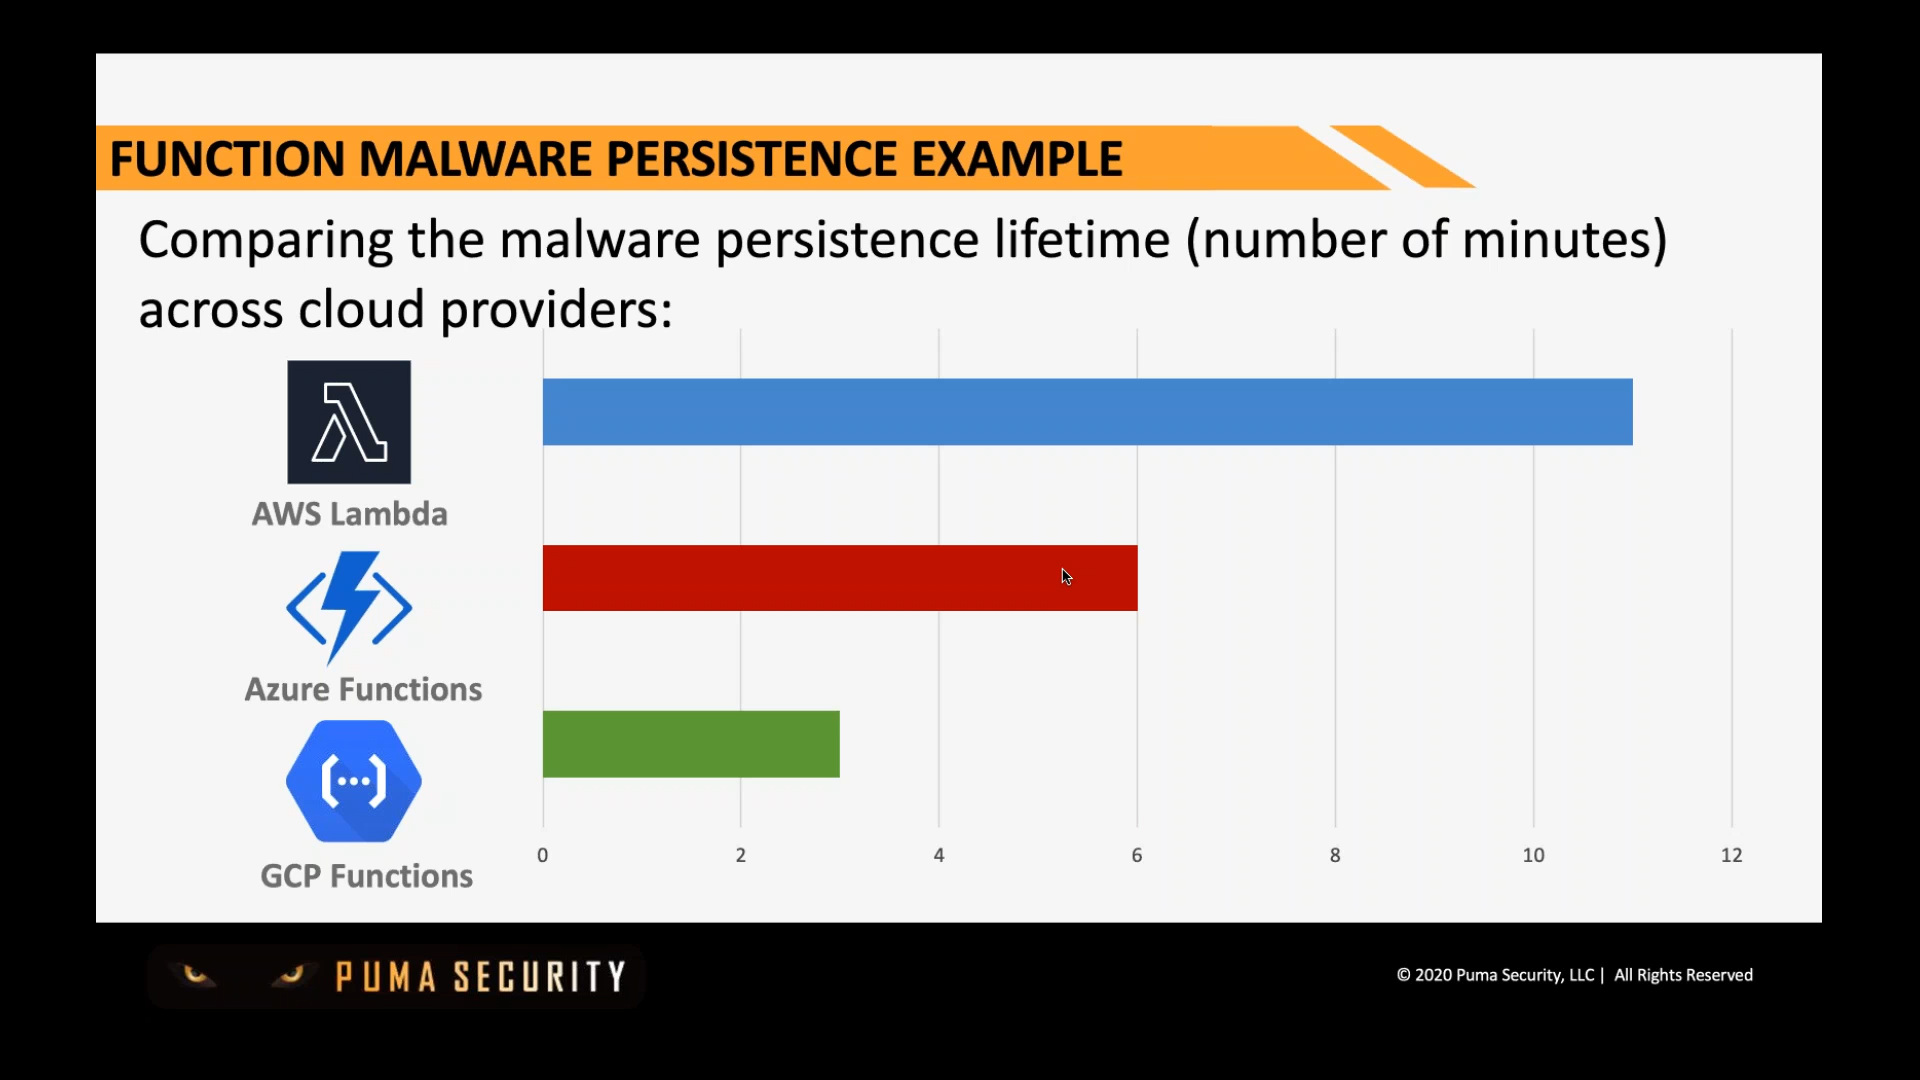 FUNCTION MALWARE PERSISTENCE EXAMPLE
Comparing the malware persistence lifetime (number of minutes)
across cloud providers:
AWS Lambda
Azure Functions
GCP Functions
0 2 4 6 8 10 12
PUMA SECURITY
© 2020 Puma Security, LLC | All Rights Reserved